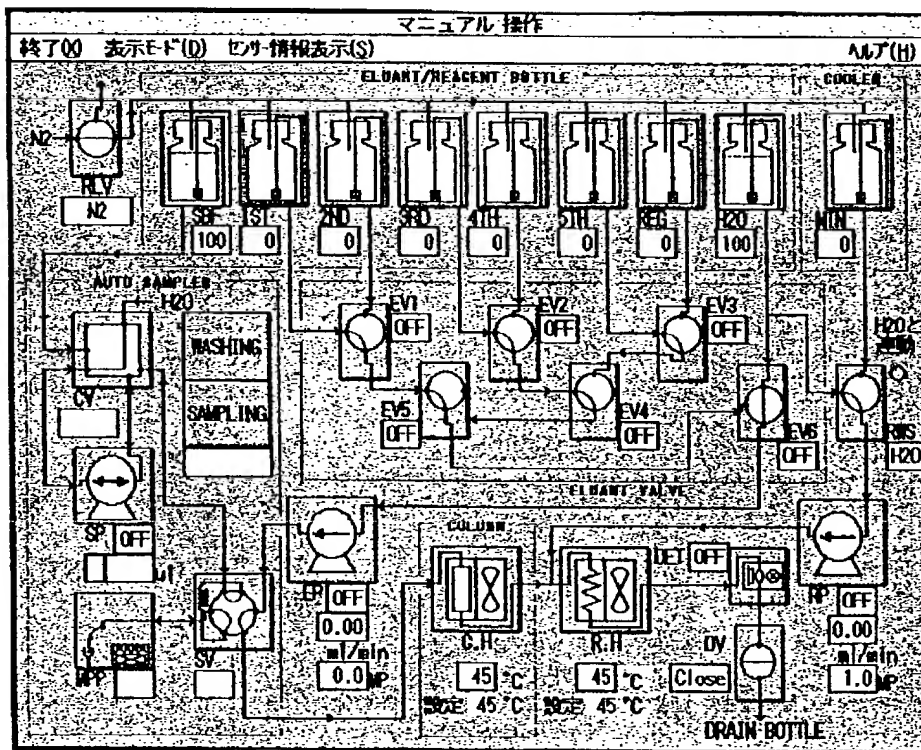 マニュアル 操作
終了(X) 表示モード(D) センサー情報表示(S) ヘルプ(H)
ELUANT/REAGENT BOTTLE COOLER
N2
RLV
N2
SBF 1ST 2ND 3RD 4TH 5TH REG H2O NIN
100 0 0 0 0 0 0 100 0
AUTO SAMPLER
H2O
WASHING
SAMPLING
CV
EV1 OFF
EV2 OFF
EV3 OFF
H2O
EV5 OFF
EV4 OFF
EV6 OFF
RWS
H2O
ELUANT VALVE
SP OFF
COLUMN
EP OFF
0.00
ml/min
0.0 MP
SV
MPP
C.H
45 °C
設定 45 °C
R.H
45 °C
設定 45 °C
DET OFF
DV
Close
RP OFF
0.00
ml/min
1.0 MP
DRAIN BOTTLE